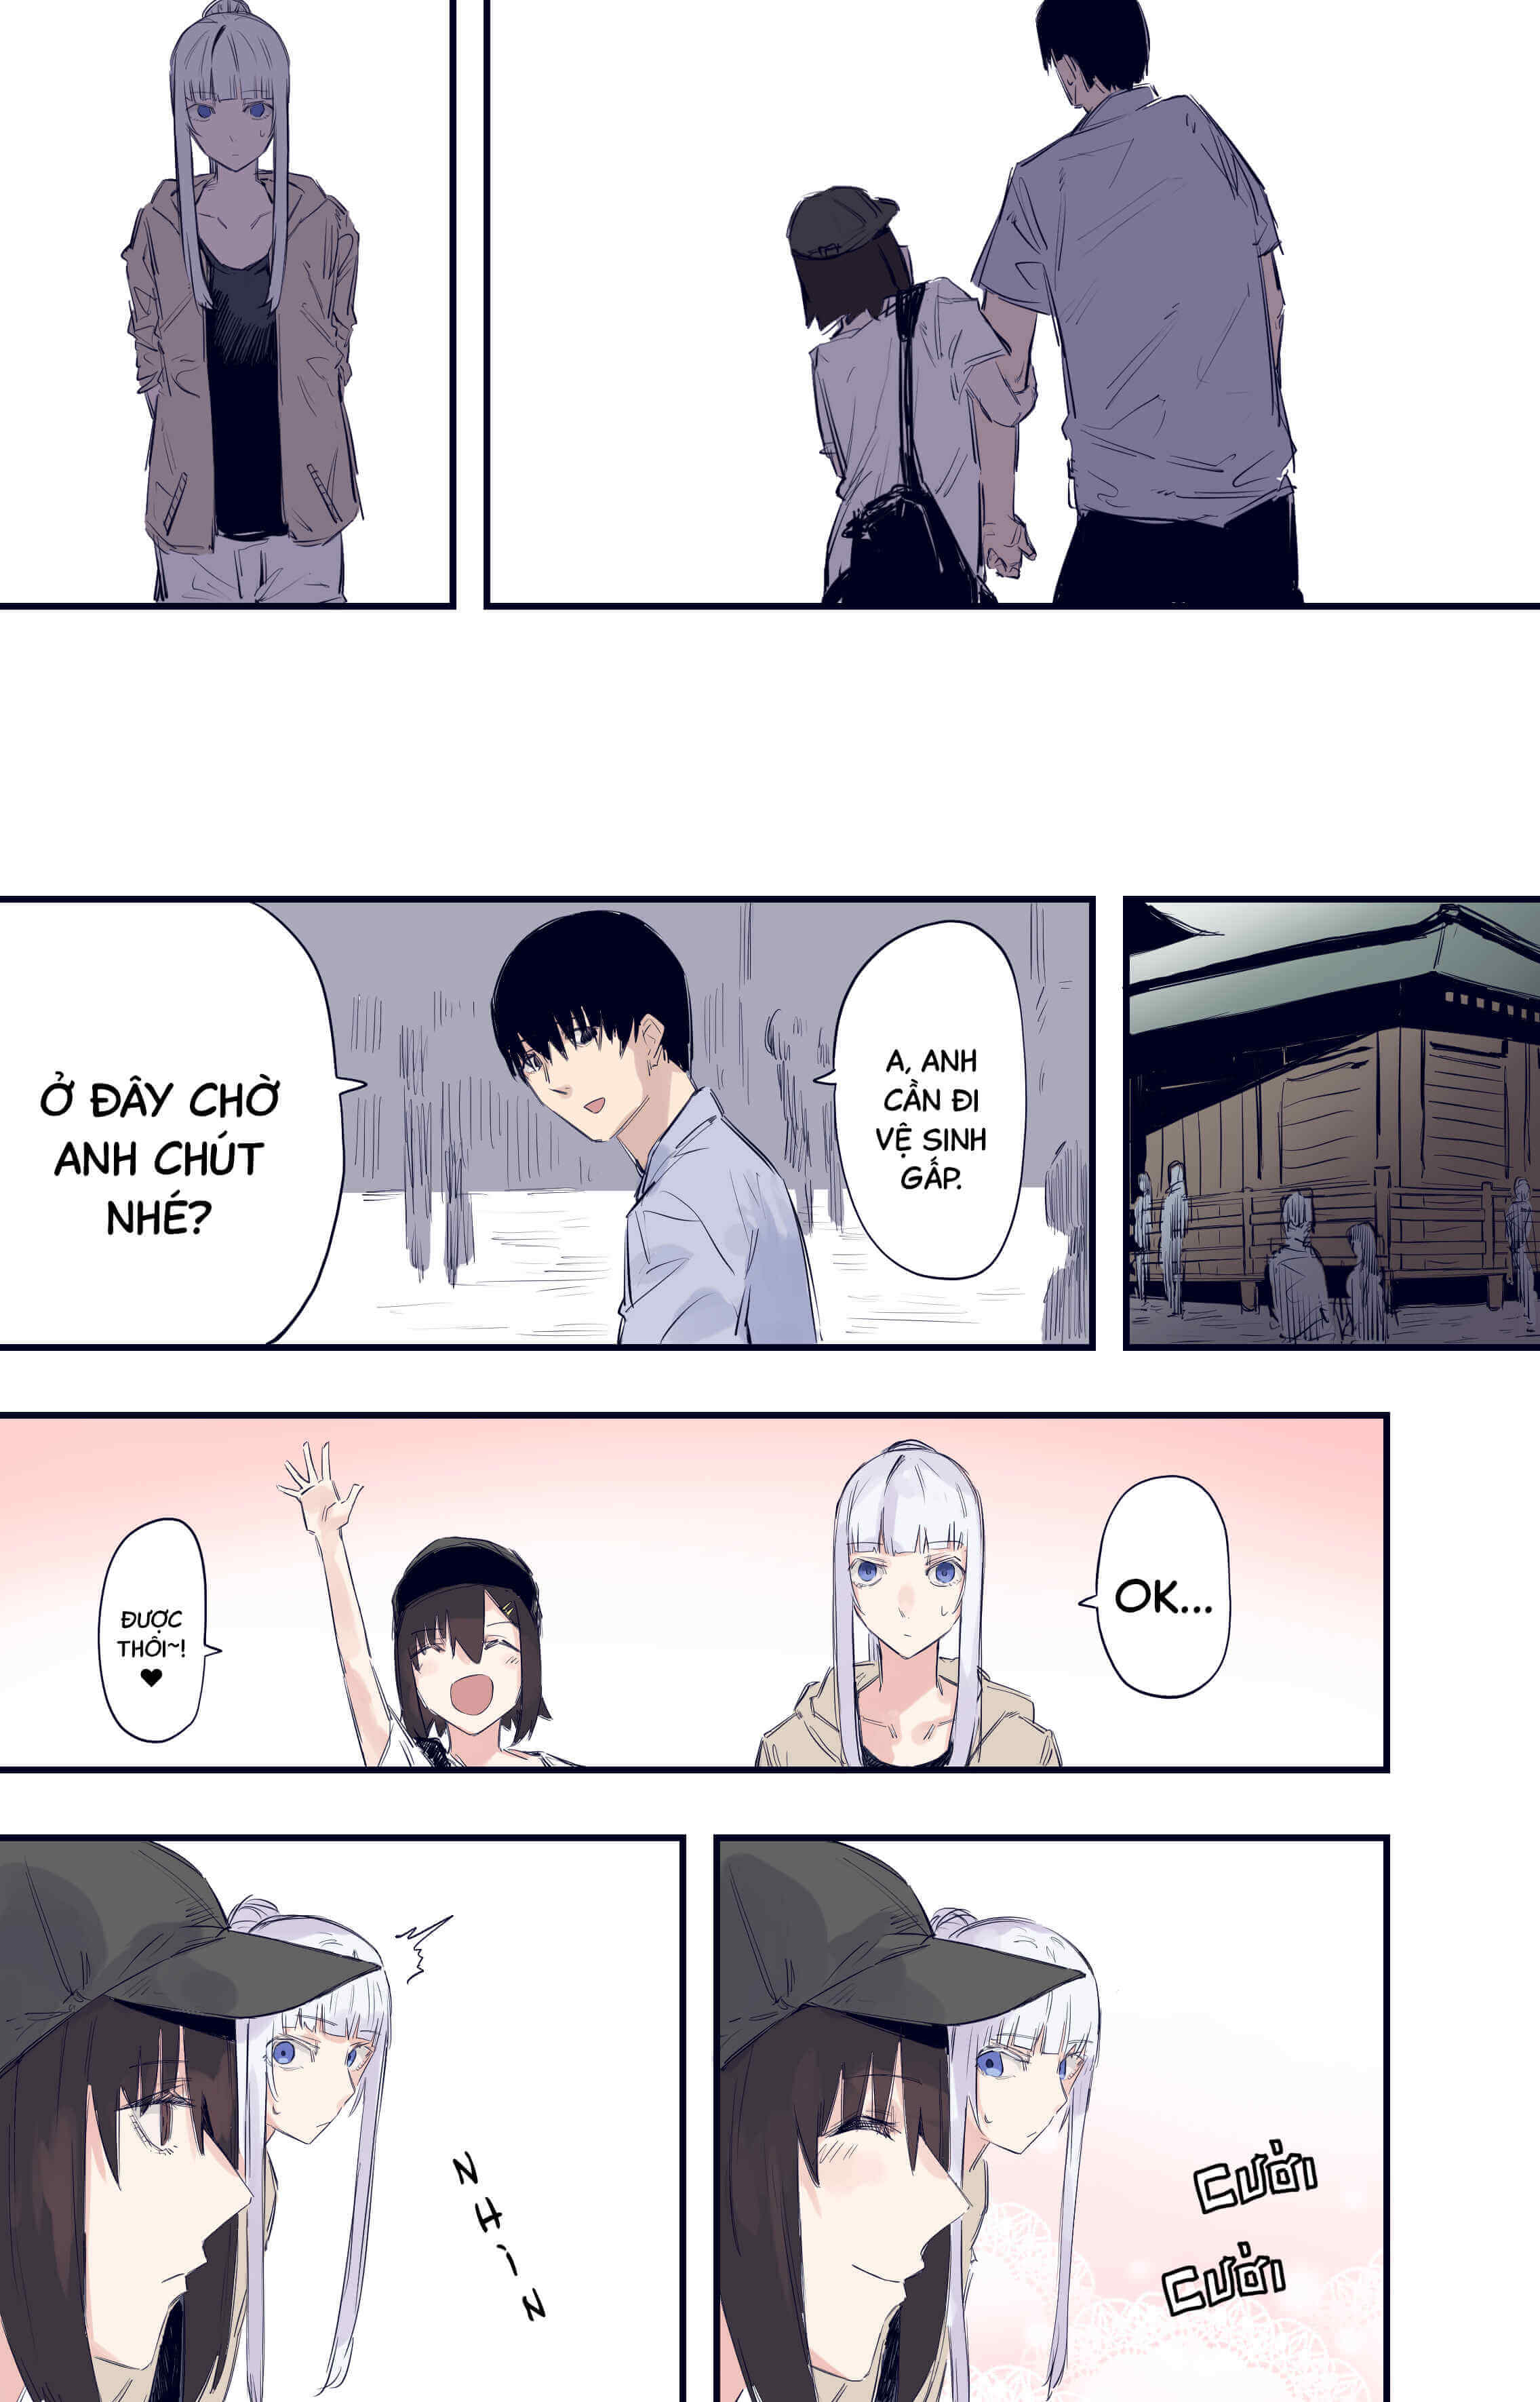 A, ANH
CẦN ĐI
VỆ SINH
GẤP.
Ở ĐÂY CHỜ
ANH CHÚT
NHÉ?
OK...
ĐƯỢC
THÔI~!
♥
CƯỜI
CƯỜI
NHÌN